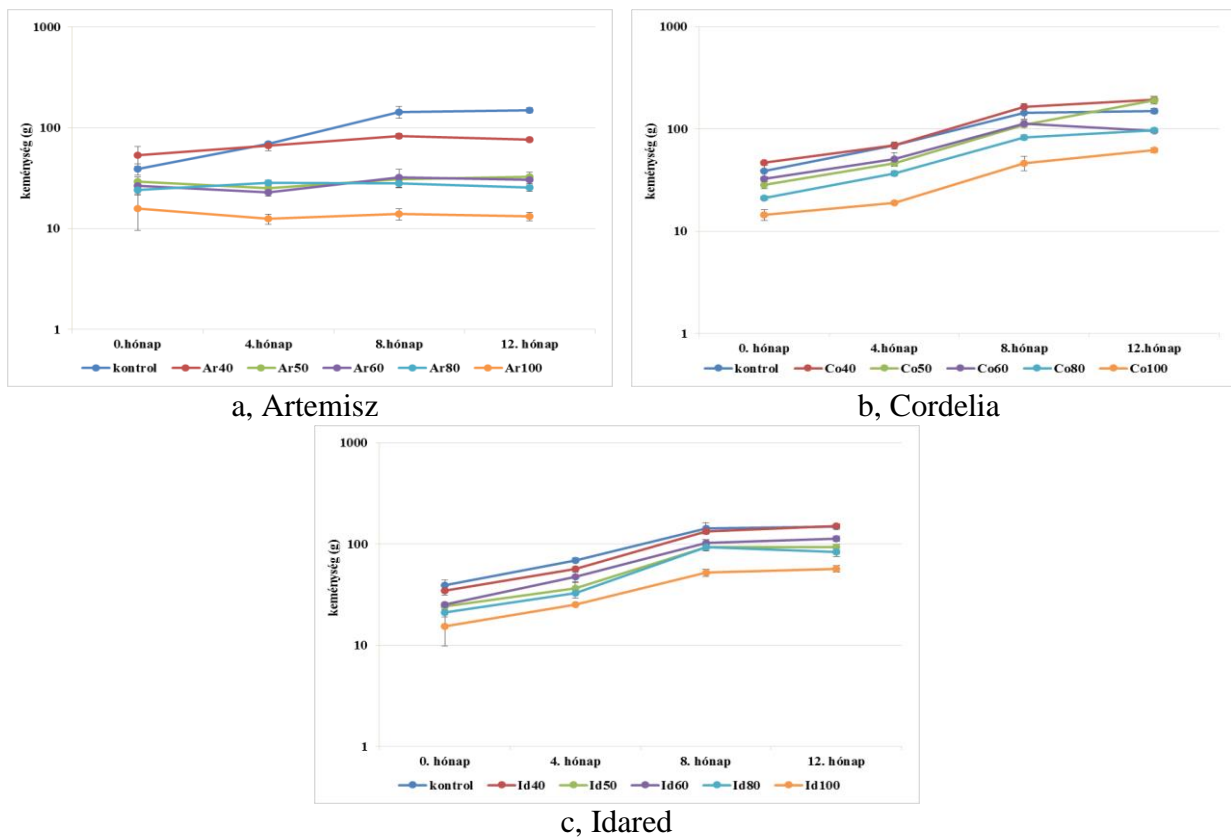 1000
100
10
1
keménység (g)
0.hónap 4.hónap 8.hónap 12. hónap
kontrol Ar40 Ar50 Ar60 Ar80 Ar100
a, Artemisz
1000
100
10
1
keménység (g)
0. hónap 4.hónap 8.hónap 12.hónap
kontrol Co40 Co50 Co60 Co80 Co100
b, Cordelia
1000
100
10
1
keménység (g)
0. hónap 4. hónap 8. hónap 12. hónap
kontrol Id40 Id50 Id60 Id80 Id100
c, Idared